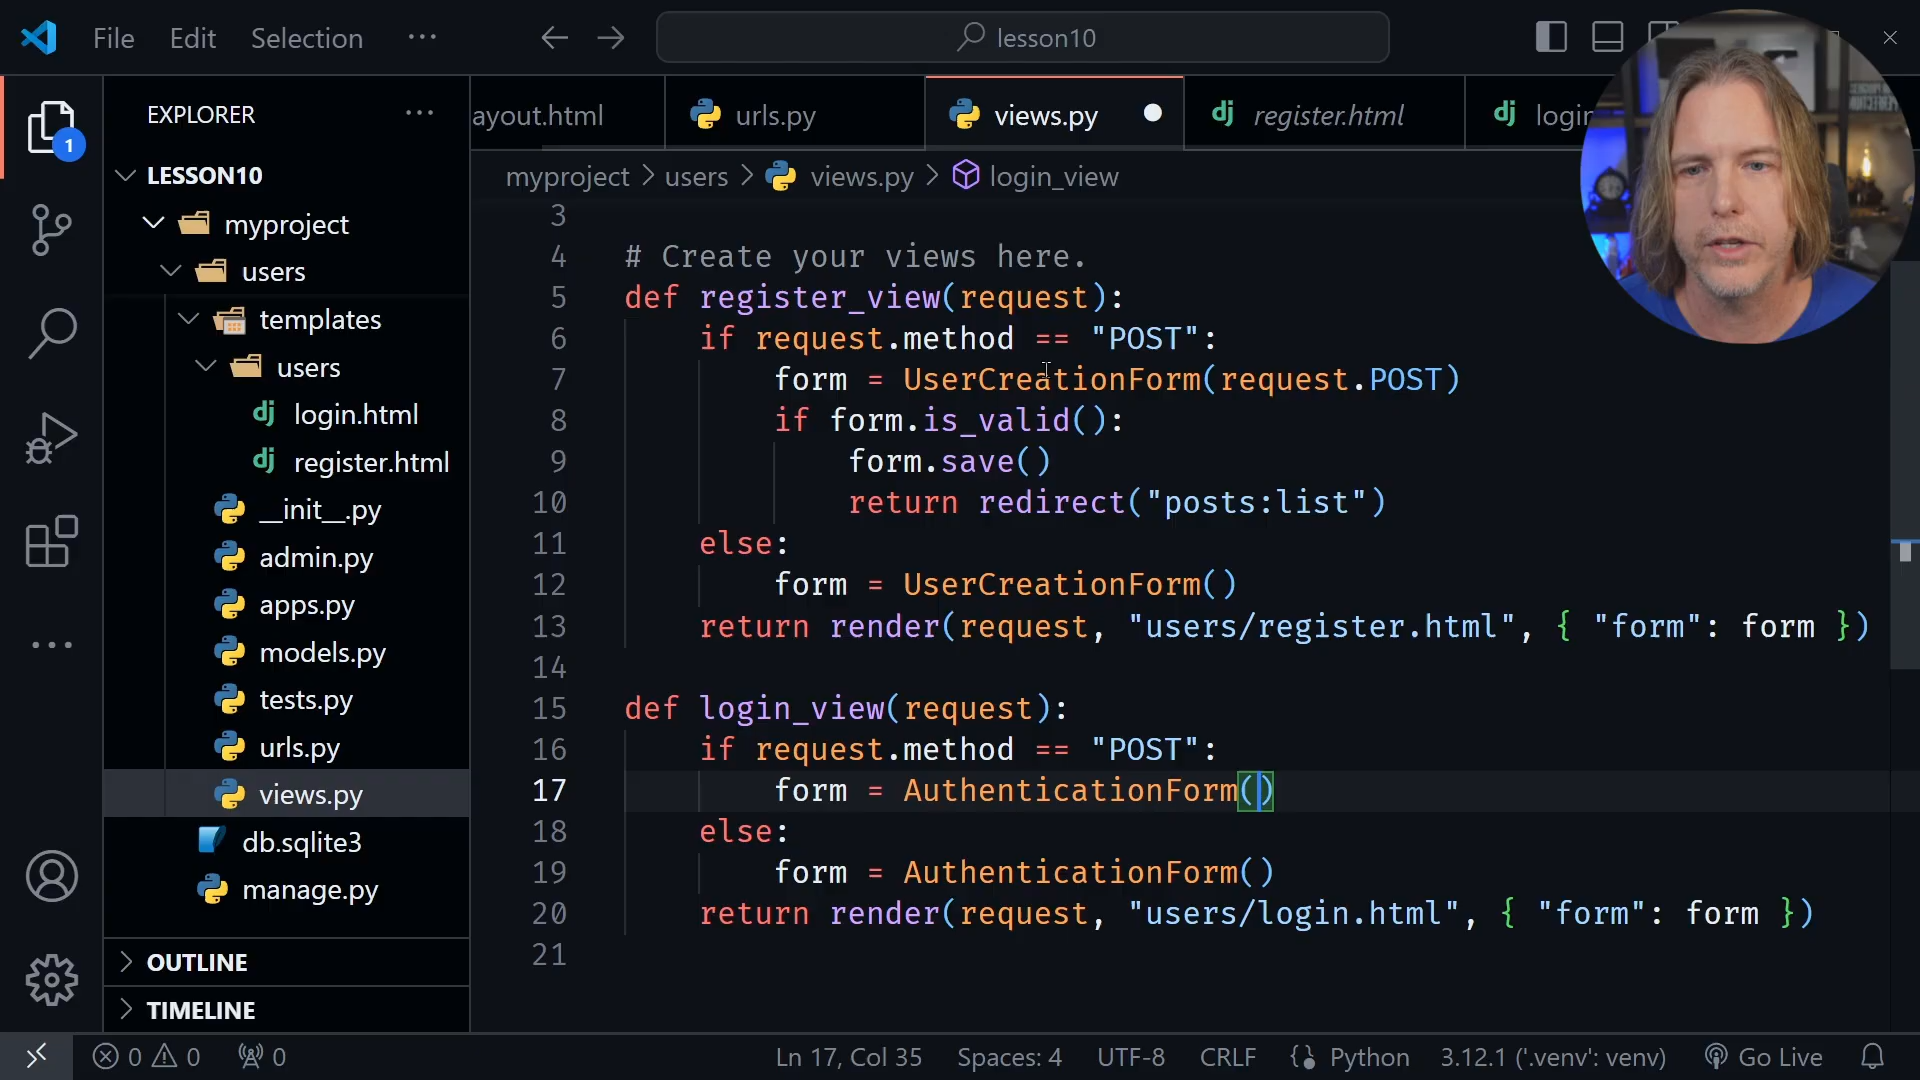 File Edit Selection ··· lesson10
EXPLORER ···
ayout.html urls.py views.py register.html login
1
LESSON10
myproject > users > views.py > login_view
myproject
users
templates
users
login.html
register.html
__init__.py
admin.py
apps.py
models.py
tests.py
urls.py
views.py
db.sqlite3
manage.py
OUTLINE
TIMELINE
3
4 # Create your views here.
5 def register_view(request):
6 if request.method == "POST":
7 form = UserCreationForm(request.POST)
8 if form.is_valid():
9 form.save()
10 return redirect("posts:list")
11 else:
12 form = UserCreationForm()
13 return render(request, "users/register.html", { "form": form })
14
15 def login_view(request):
16 if request.method == "POST":
17 form = AuthenticationForm()
18 else:
19 form = AuthenticationForm()
20 return render(request, "users/login.html", { "form": form })
21
0 0 0 Ln 17, Col 35 Spaces: 4 UTF-8 CRLF Python 3.12.1 ('.venv': venv) Go Live